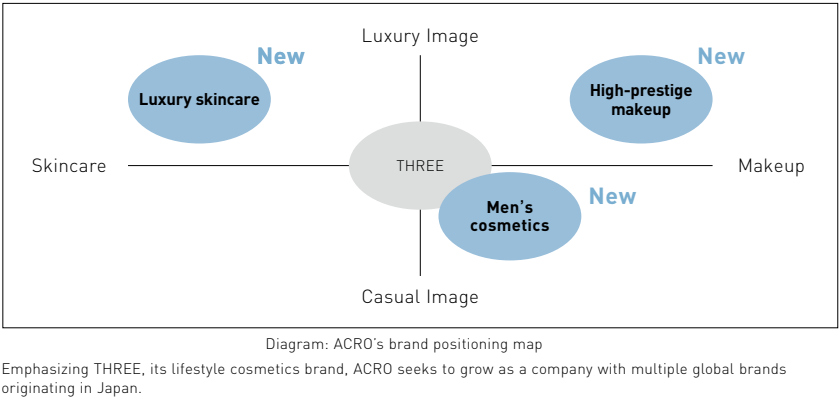 Luxury Image
New
New
Luxury skincare
High-prestige
makeup
Skincare
THREE
Makeup
New
Men's
cosmetics
Casual Image
Diagram: ACRO's brand positioning map
Emphasizing THREE, its lifestyle cosmetics brand, ACRO seeks to grow as a company with multiple global brands
originating in Japan.